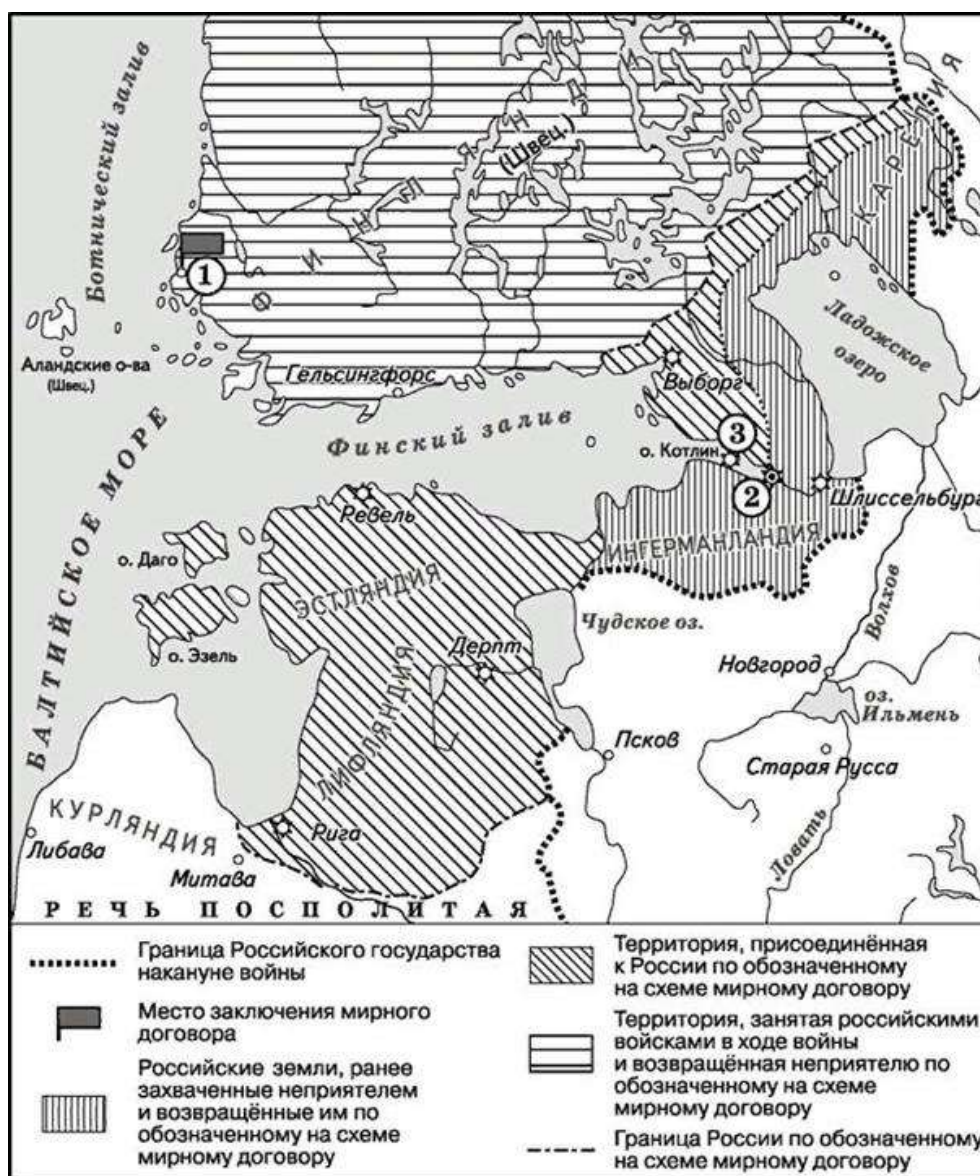 Ботнический залив
ФИНЛЯНДИЯ
(Швец.)
КАРЕЛИЯ
1
Аландские о-ва
(Швец.)
Гельсингфорс
Выборг
Ладожское
озеро
Финский залив
3
о. Котлин
2
Шлиссельбург
БАЛТИЙСКОЕ МОРЕ
Ревель
ИНГЕРМАНЛАНДИЯ
о. Даго
ЭСТЛЯНДИЯ
Чудское оз.
Волхов
о. Эзель
Дерпт
Новгород
оз.
Ильмень
ЛИФЛЯНДИЯ
Псков
Старая Русса
КУРЛЯНДИЯ
Рига
Ловать
Либава
Митава
РЕЧЬ ПОСПОЛИТАЯ
Граница Российского государства
накануне войны
Место заключения мирного
договора
Российские земли, ранее
захваченные неприятелем
и возвращённые им по
обозначенному на схеме
мирному договору
Территория, присоединённая
к России по обозначенному
на схеме мирному договору
Территория, занятая российскими
войсками в ходе войны
и возвращённая неприятелю по
обозначенному на схеме
мирному договору
Граница России по обозначенному
на схеме мирному договору